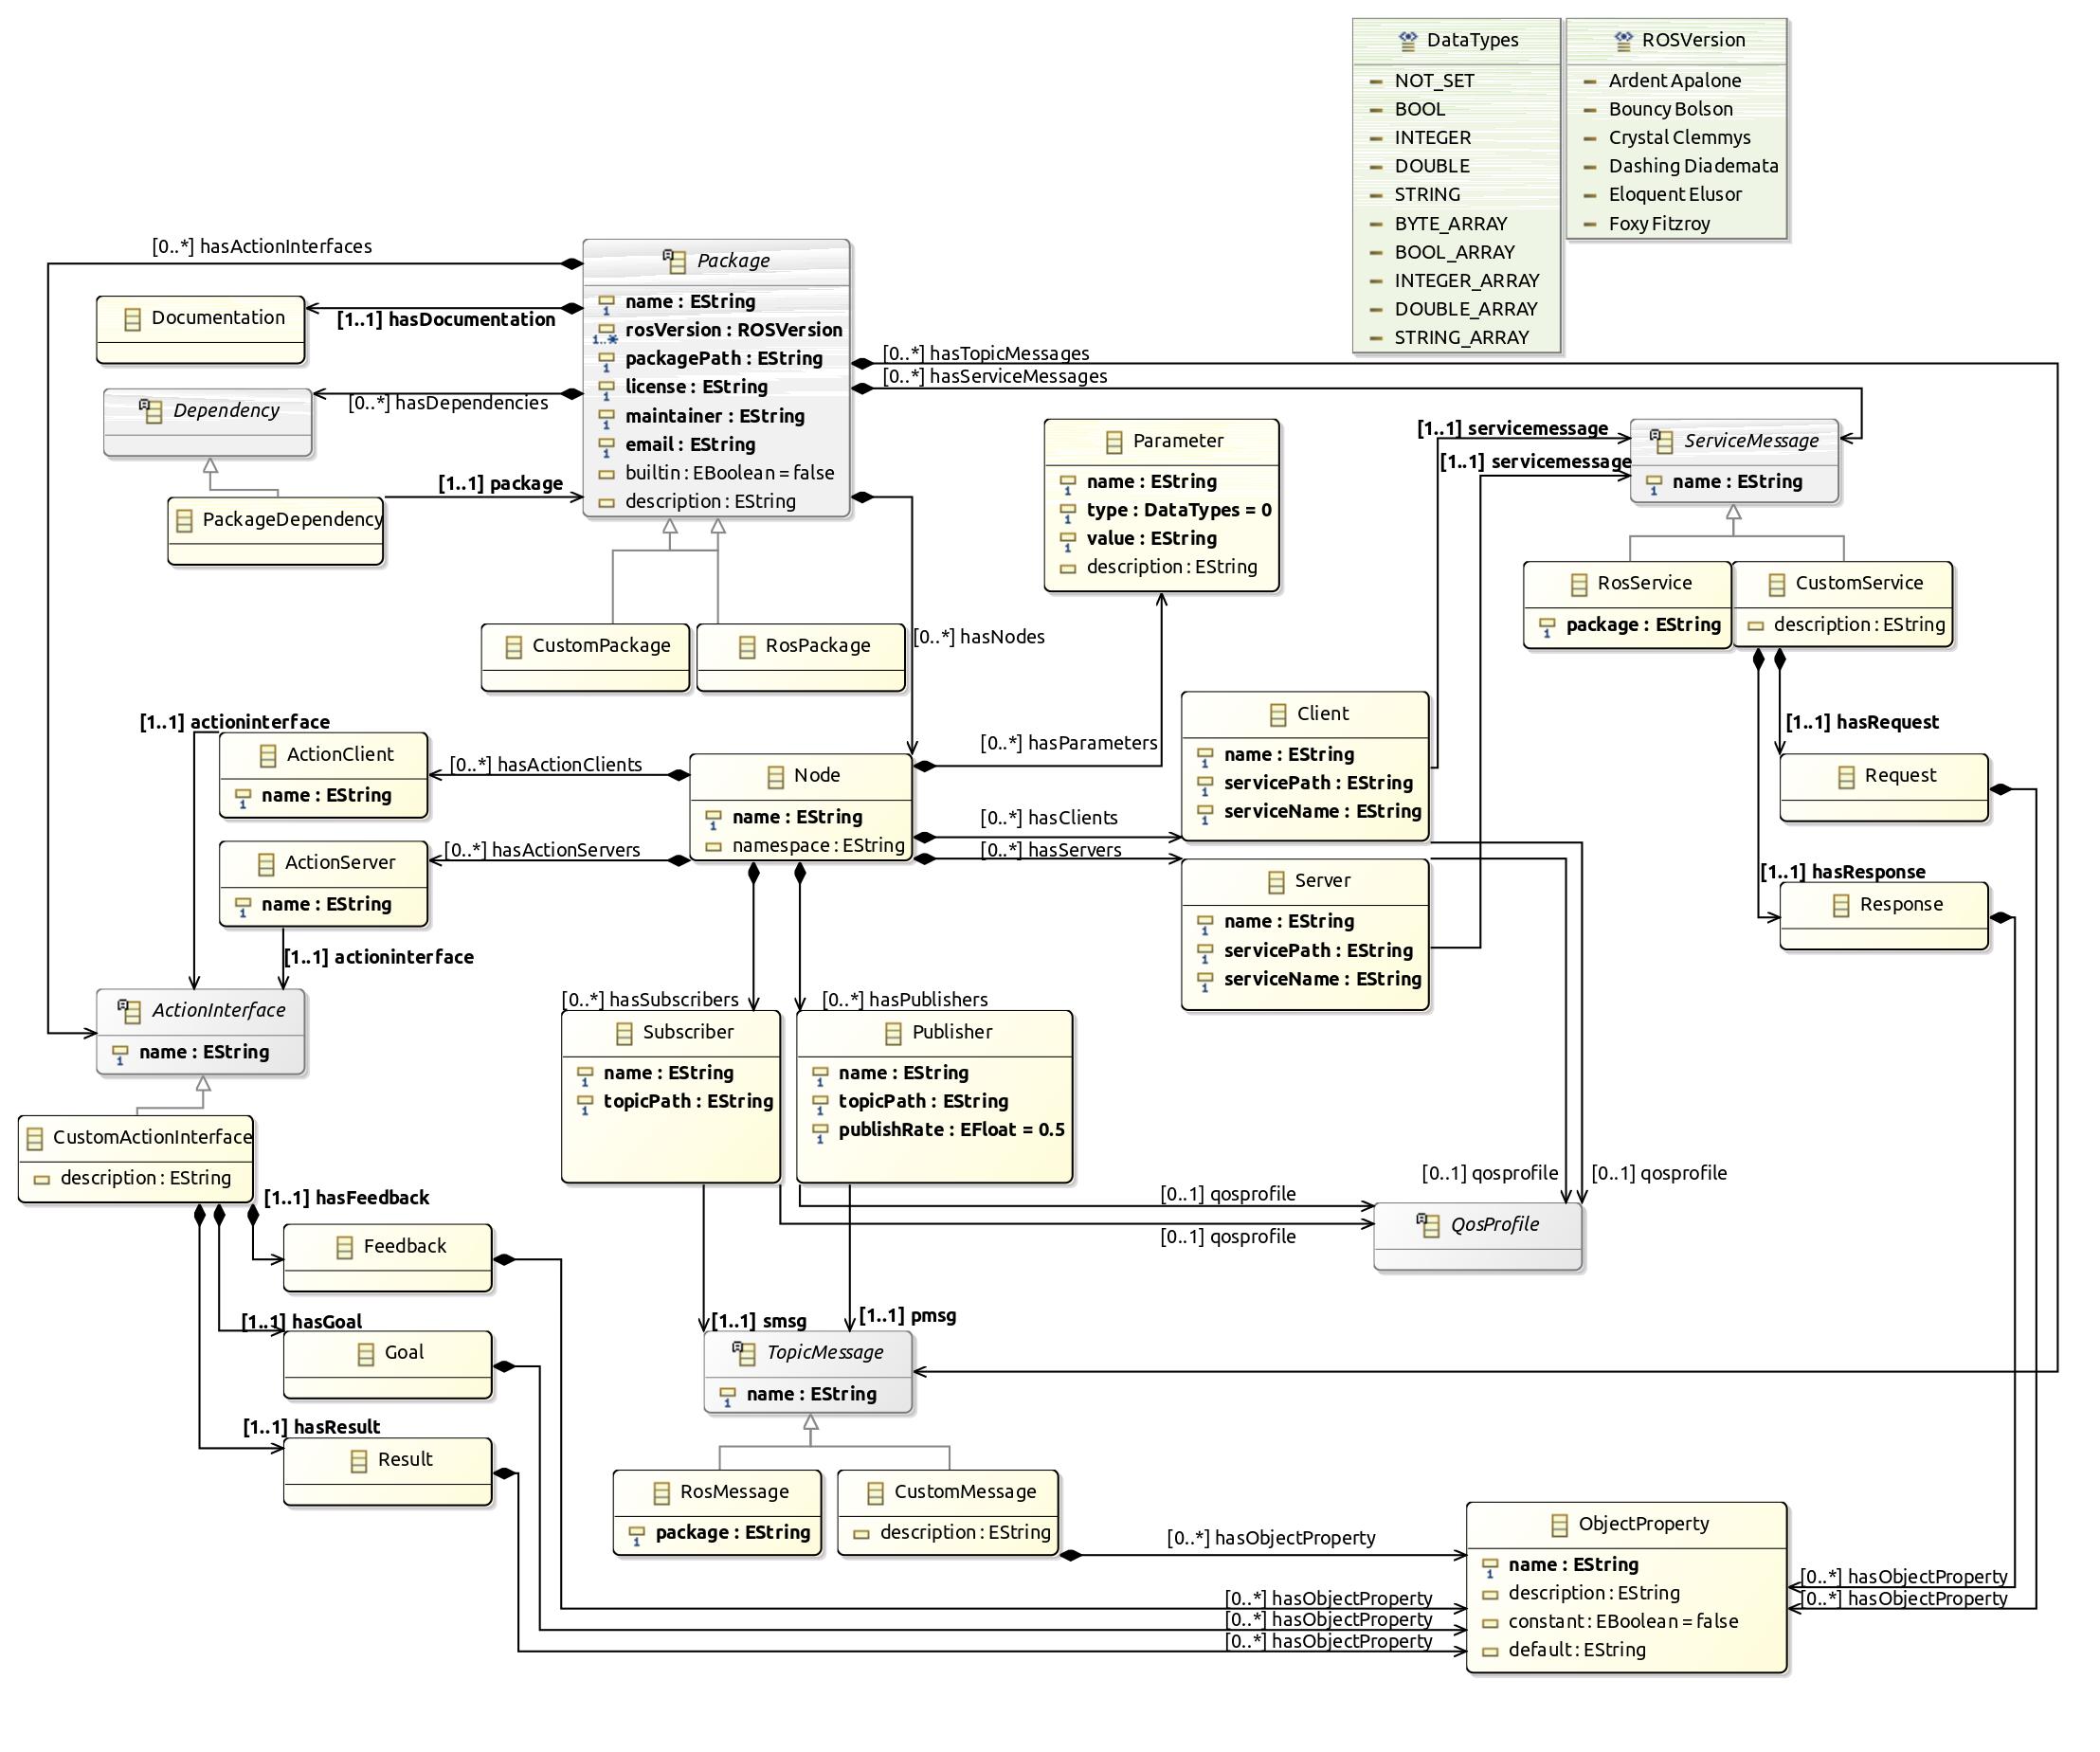 DataTypes
NOT_SET
BOOL
INTEGER
DOUBLE
STRING
BYTE_ARRAY
BOOL_ARRAY
INTEGER_ARRAY
DOUBLE_ARRAY
STRING_ARRAY
ROSVersion
Ardent Apalone
Bouncy Bolson
Crystal Clemmys
Dashing Diademata
Eloquent Elusor
Foxy Fitzroy
[0..*] hasActionInterfaces
Package
name : EString
rosVersion : ROSVersion
packagePath : EString
license : EString
maintainer : EString
email : EString
builtin : EBoolean = false
description : EString
Documentation
[1..1] hasDocumentation
Dependency
[0..*] hasDependencies
[1..1] package
PackageDependency
[0..*] hasTopicMessages
[0..*] hasServiceMessages
Parameter
name : EString
type : DataTypes = 0
value : EString
description : EString
[1..1] servicemessage
[1..1] servicemessage
ServiceMessage
name : EString
RosService
package : EString
CustomService
description : EString
CustomPackage
RosPackage
[0..*] hasNodes
[1..1] actioninterface
ActionClient
name : EString
[0..*] hasActionClients
Node
name : EString
namespace : EString
[0..*] hasParameters
[0..*] hasClients
[0..*] hasServers
Client
name : EString
servicePath : EString
serviceName : EString
[1..1] hasRequest
Request
[1..1] hasResponse
Response
ActionServer
name : EString
[0..*] hasActionServers
Server
name : EString
servicePath : EString
serviceName : EString
[1..1] actioninterface
ActionInterface
name : EString
[0..*] hasSubscribers
[0..*] hasPublishers
Subscriber
name : EString
topicPath : EString
Publisher
name : EString
topicPath : EString
publishRate : EFloat = 0.5
CustomActionInterface
description : EString
[1..1] hasFeedback
Feedback
[0..1] qosprofile
[0..1] qosprofile
[0..1] qosprofile
[0..1] qosprofile
QosProfile
[1..1] hasGoal
Goal
[1..1] smsg
[1..1] pmsg
TopicMessage
name : EString
[1..1] hasResult
Result
RosMessage
package : EString
CustomMessage
description : EString
[0..*] hasObjectProperty
ObjectProperty
name : EString
description : EString
constant : EBoolean = false
default : EString
[0..*] hasObjectProperty
[0..*] hasObjectProperty
[0..*] hasObjectProperty
[0..*] hasObjectProperty
[0..*] hasObjectProperty